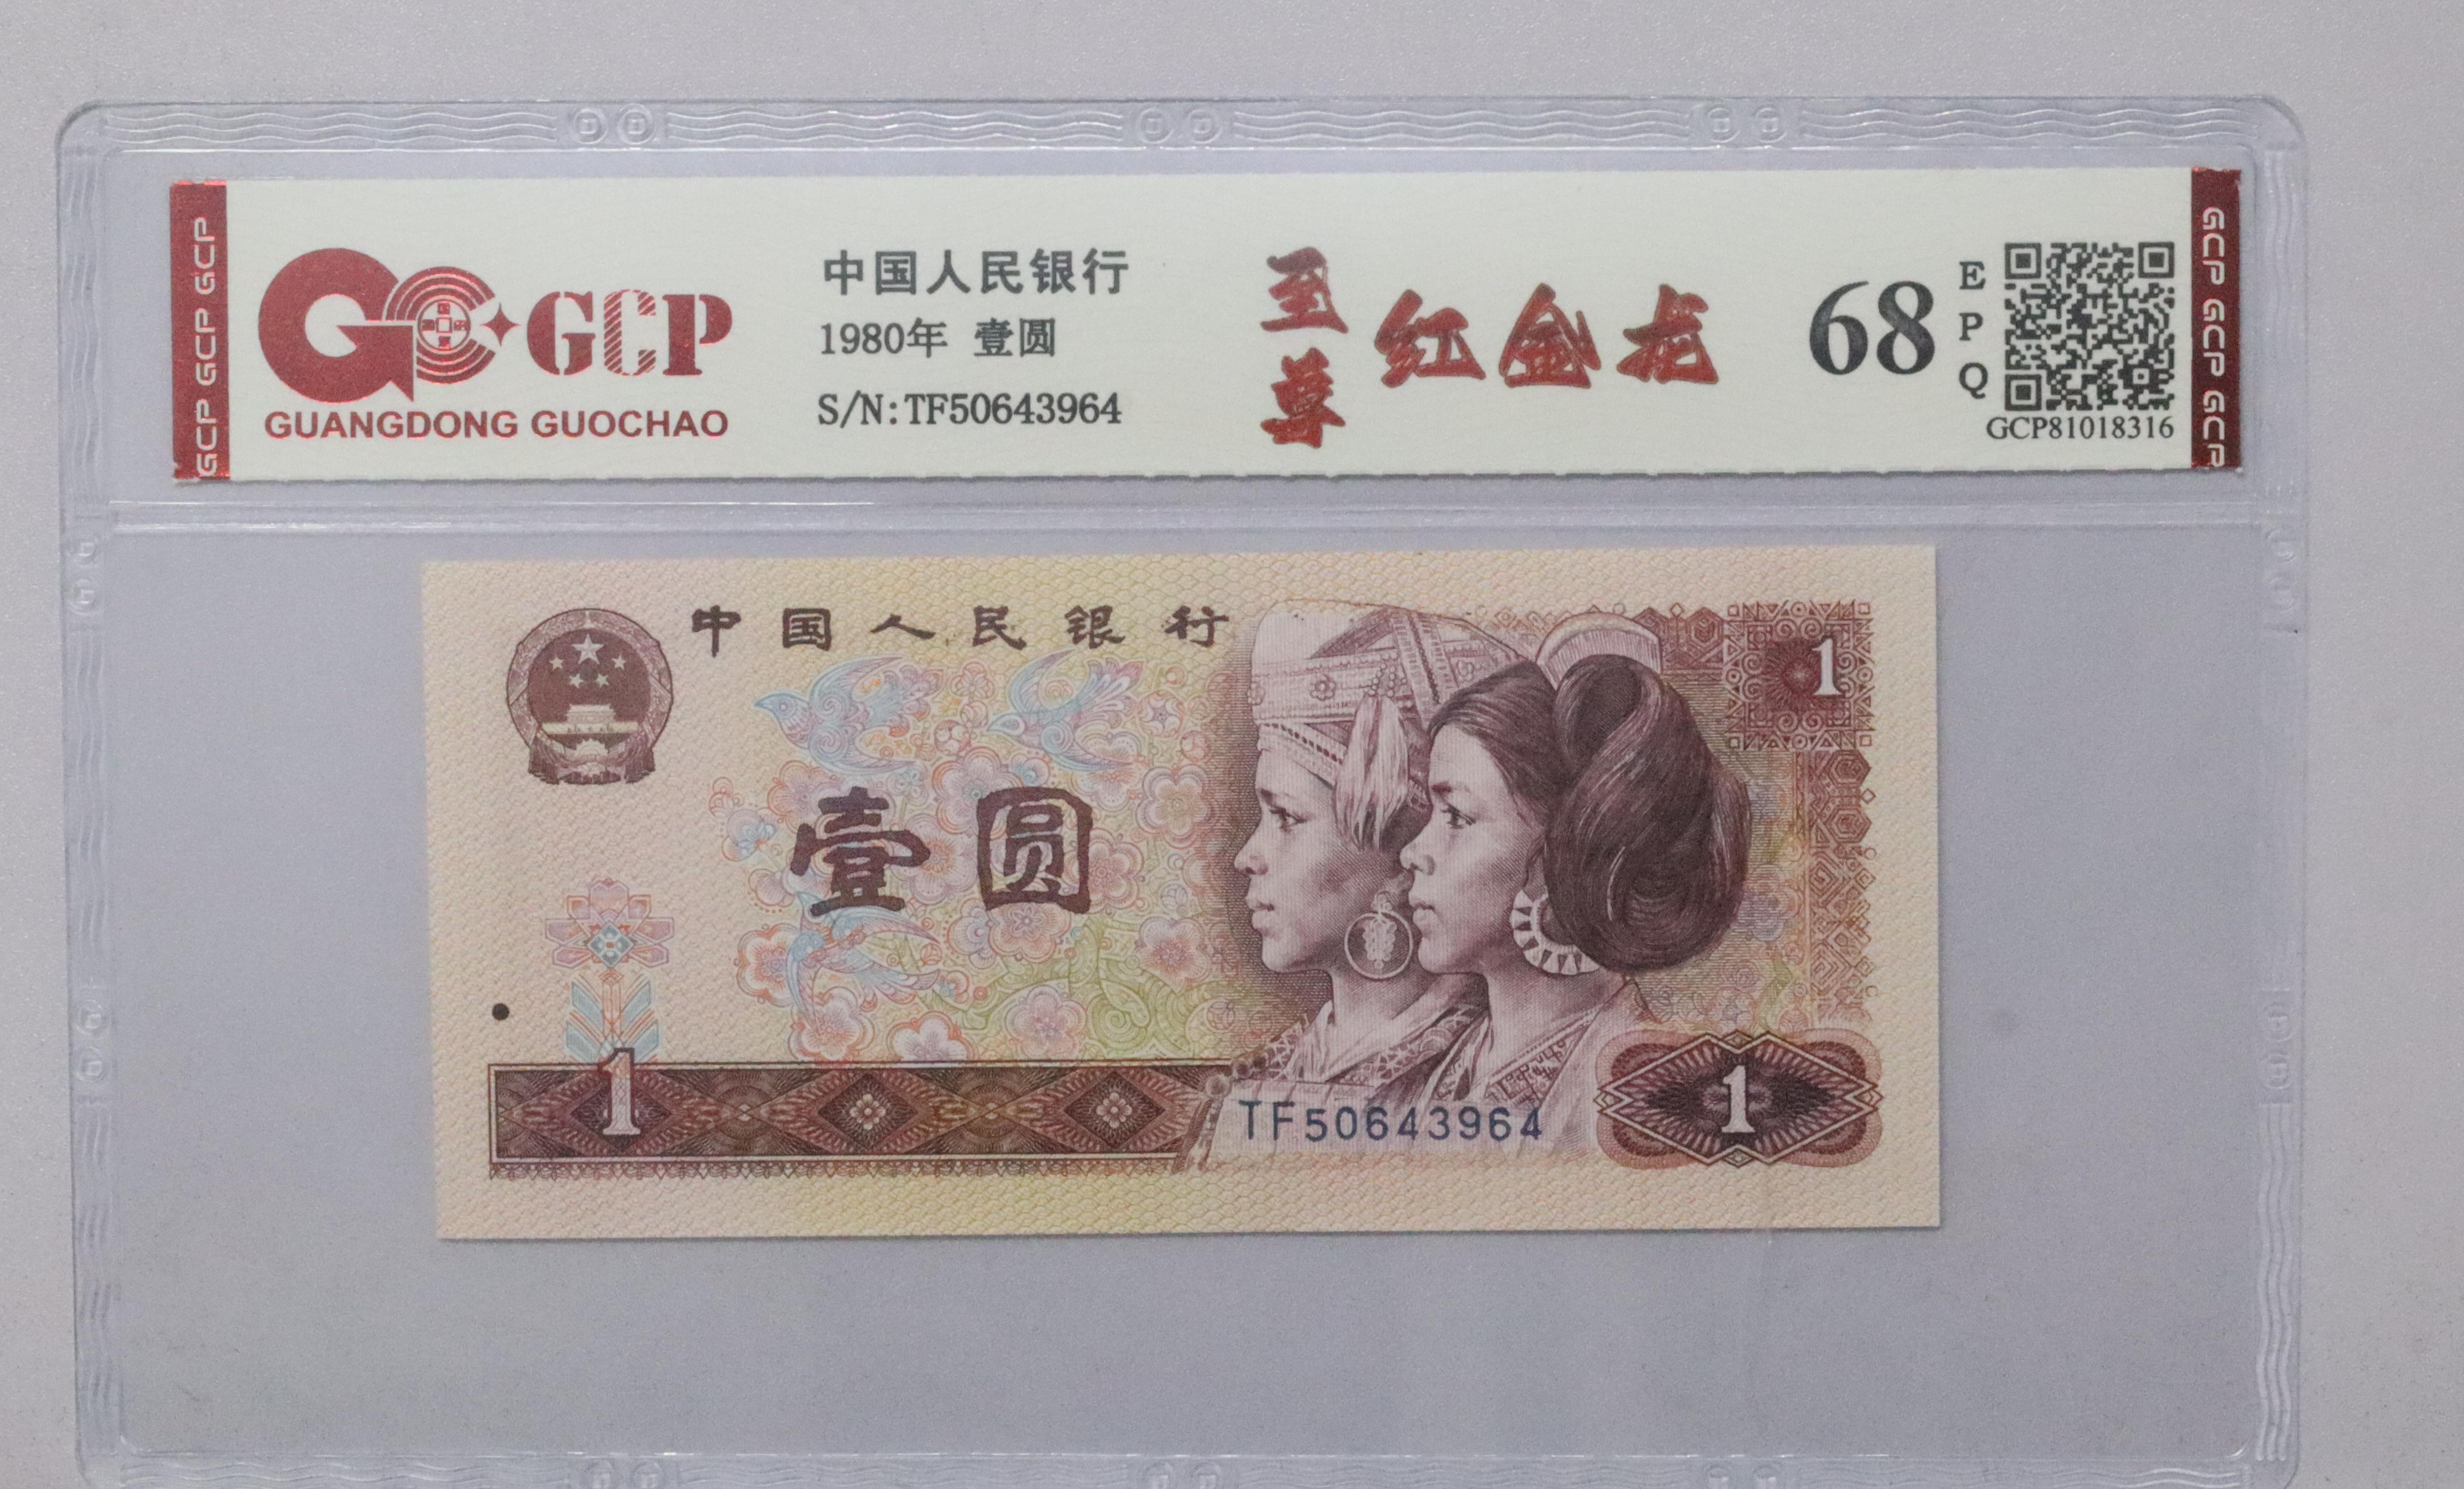 GCP GCP GCP
GCP
GUANGDONG GUOCHAO
中国人民银行
1980年 壹圆
S/N:TF50643964
至尊
红金龙
68
EPQ
GCP81018316
GCP GCP GCP
中国人民银行
1
壹圆
1
TF50643964
1